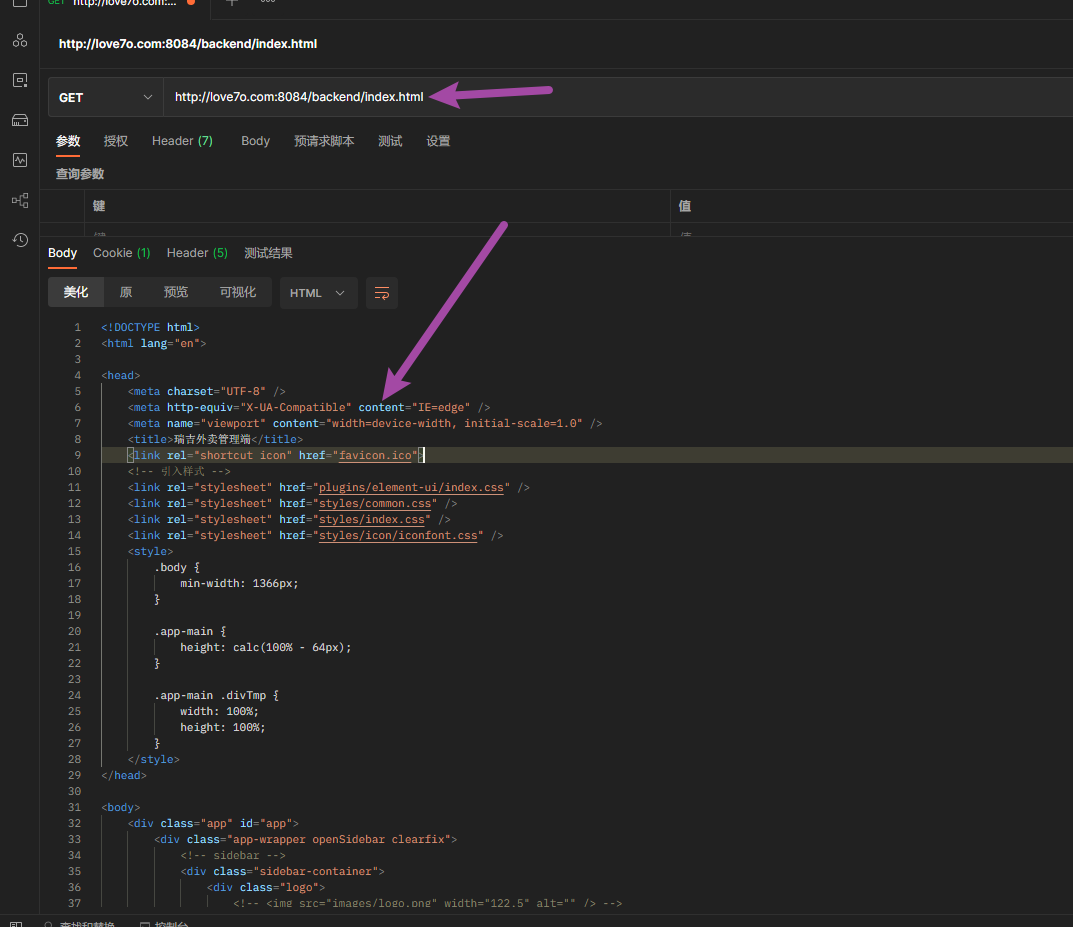 GET http://love7o.com:...
http://love7o.com:8084/backend/index.html
GET http://love7o.com:8084/backend/index.html
参数 授权 Header (7) Body 预请求脚本 测试 设置
查询参数
键 值
Body Cookie (1) Header (5) 测试结果
美化 原 预览 可视化 HTML
1 <!DOCTYPE html>
2 <html lang="en">
3
4 <head>
5 <meta charset="UTF-8" />
6 <meta http-equiv="X-UA-Compatible" content="IE=edge" />
7 <meta name="viewport" content="width=device-width, initial-scale=1.0" />
8 <title>瑞吉外卖管理端</title>
9 <link rel="shortcut icon" href="favicon.ico">
10 <!-- 引入样式 -->
11 <link rel="stylesheet" href="plugins/element-ui/index.css" />
12 <link rel="stylesheet" href="styles/common.css" />
13 <link rel="stylesheet" href="styles/index.css" />
14 <link rel="stylesheet" href="styles/icon/iconfont.css" />
15 <style>
16 .body {
17 min-width: 1366px;
18 }
19
20 .app-main {
21 height: calc(100% - 64px);
22 }
23
24 .app-main .divTmp {
25 width: 100%;
26 height: 100%;
27 }
28 </style>
29 </head>
30
31 <body>
32 <div class="app" id="app">
33 <div class="app-wrapper openSidebar clearfix">
34 <!-- sidebar -->
35 <div class="sidebar-container">
36 <div class="logo">
37 <!-- <img src="images/logo.png" width="122.5" alt="" /> -->
查找和替换 控制台